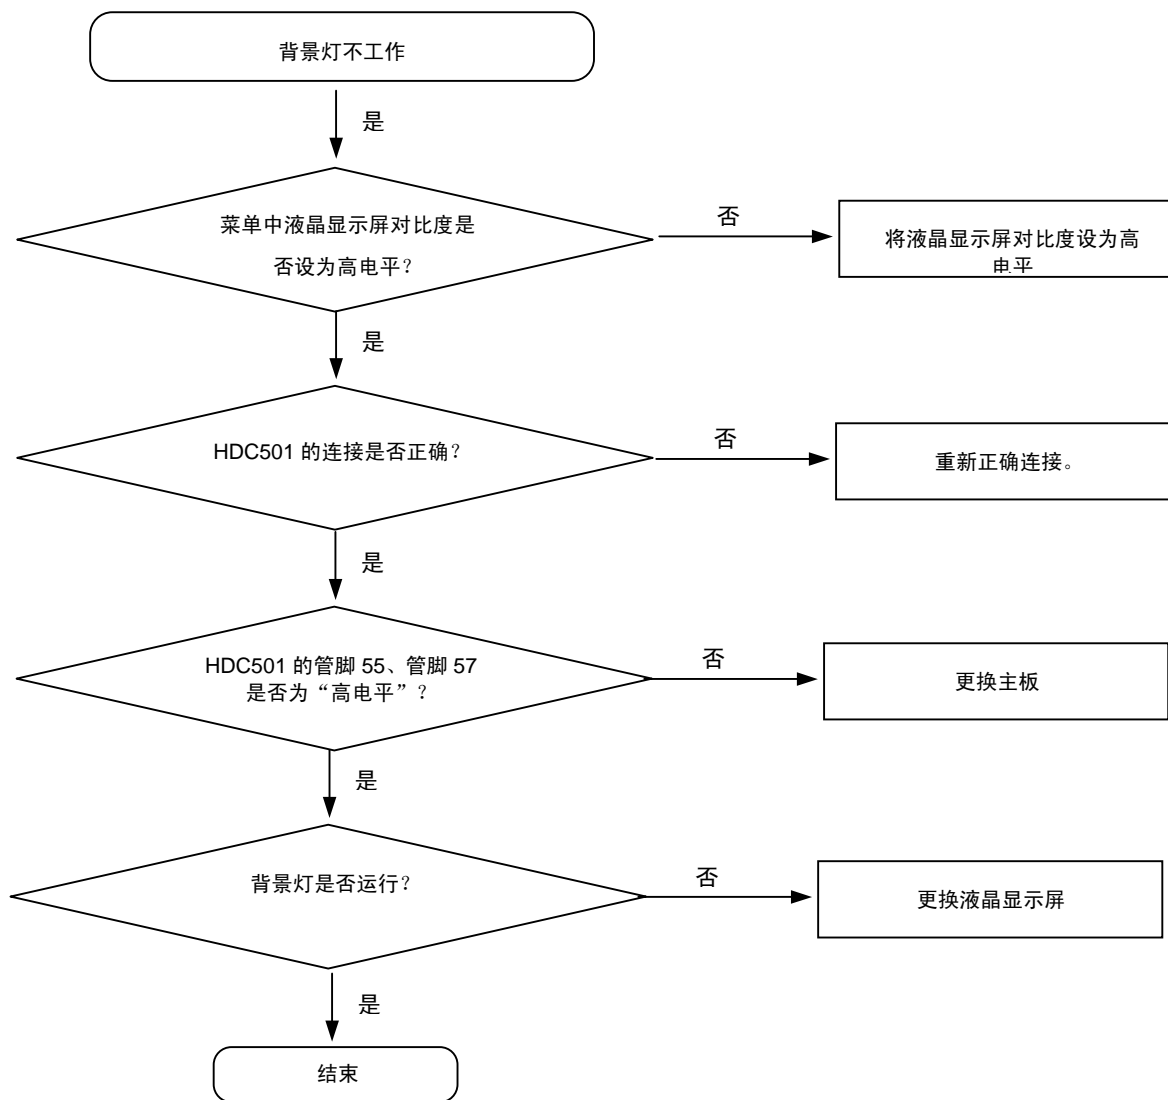 背景灯不工作
是
菜单中液晶显示屏对比度是
否设为高电平？
否
将液晶显示屏对比度设为高
电平
是
HDC501 的连接是否正确？
否
重新正确连接。
是
HDC501 的管脚 55、管脚 57
是否为“高电平”？
否
更换主板
是
背景灯是否运行？
否
更换液晶显示屏
是
结束